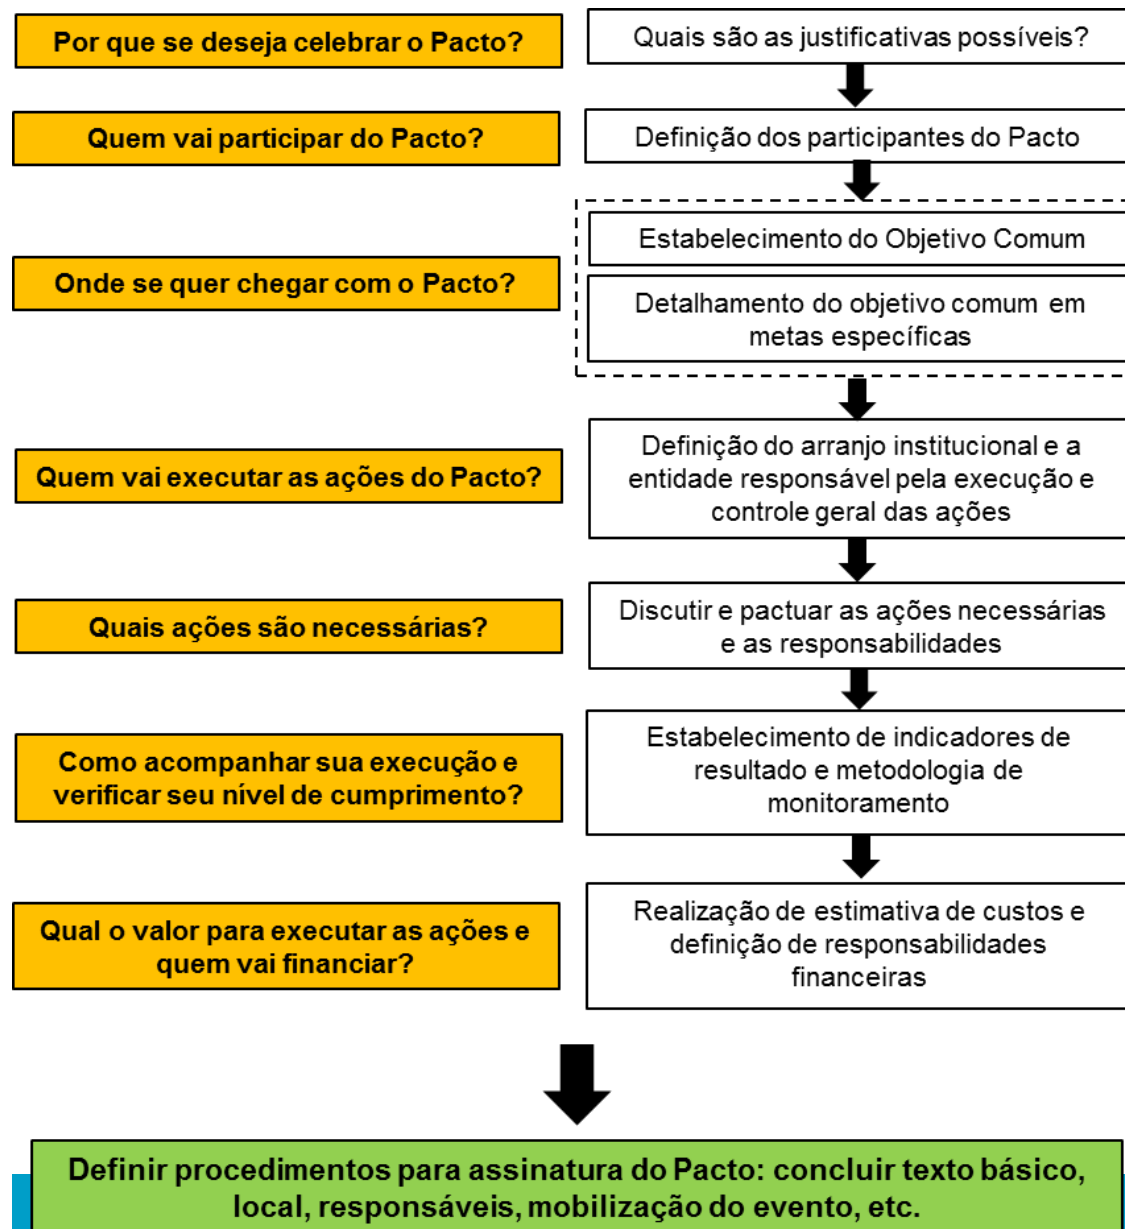 Por que se deseja celebrar o Pacto?
Quais são as justificativas possíveis?
Quem vai participar do Pacto?
Definição dos participantes do Pacto
Onde se quer chegar com o Pacto?
Estabelecimento do Objetivo Comum
Detalhamento do objetivo comum em
metas específicas
Quem vai executar as ações do Pacto?
Definição do arranjo institucional e a
entidade responsável pela execução e
controle geral das ações
Quais ações são necessárias?
Discutir e pactuar as ações necessárias
e as responsabilidades
Como acompanhar sua execução e
verificar seu nível de cumprimento?
Estabelecimento de indicadores de
resultado e metodologia de
monitoramento
Qual o valor para executar as ações e
quem vai financiar?
Realização de estimativa de custos e
definição de responsabilidades
financeiras
Definir procedimentos para assinatura do Pacto: concluir texto básico,
local, responsáveis, mobilização do evento, etc.